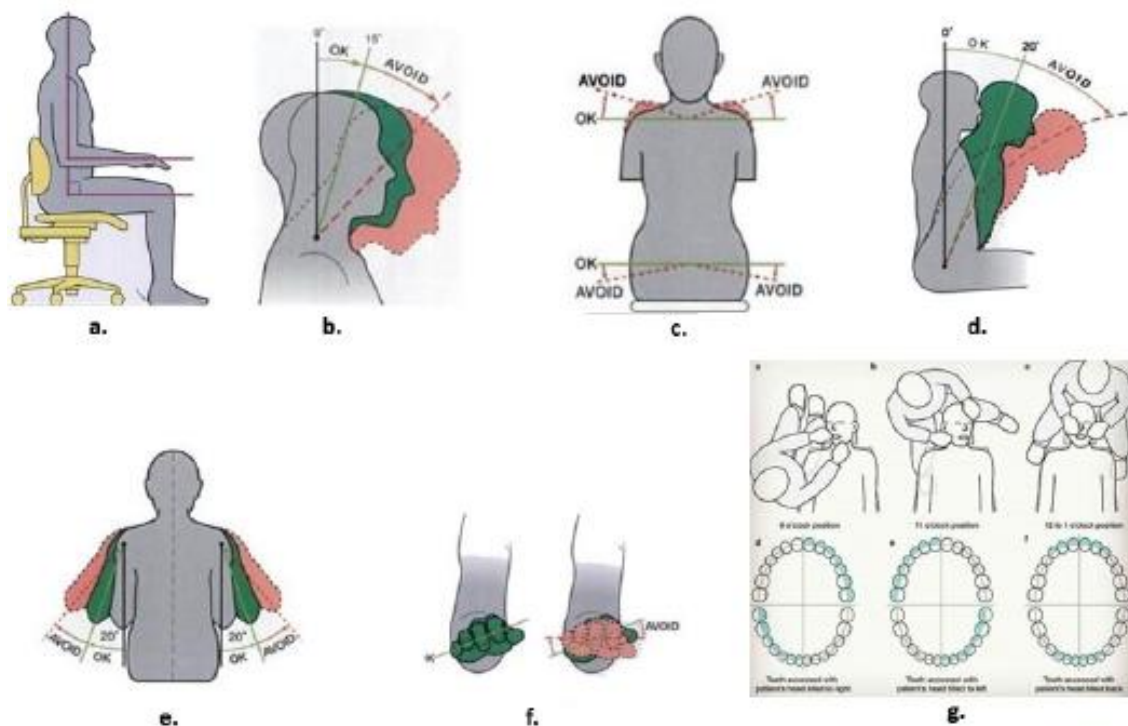 0°
OK
15°
AVOID
a.
b.
AVOID
AVOID
OK
OK
AVOID
AVOID
c.
0°
OK
20°
AVOID
d.
AVOID
20°
OK
20°
OK
AVOID
e.
AVOID
f.
a
b
c
9 o'clock position
11 o'clock position
12 to 1 o'clock position
d
e
f
Teeth accessed with
patient's head tilted to right
Teeth accessed with
patient's head tilted to left
Teeth accessed with
patient's head tilted back
g.